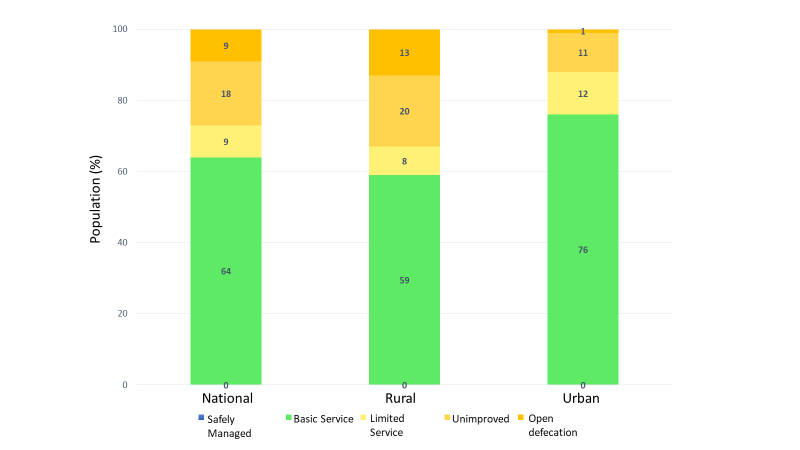 Population (%)
100
80
60
40
20
0
9
18
9
64
0
13
20
8
59
0
1
11
12
76
0
National
Rural
Urban
Safely
Managed
Basic Service
Limited
Service
Unimproved
Open
defecation